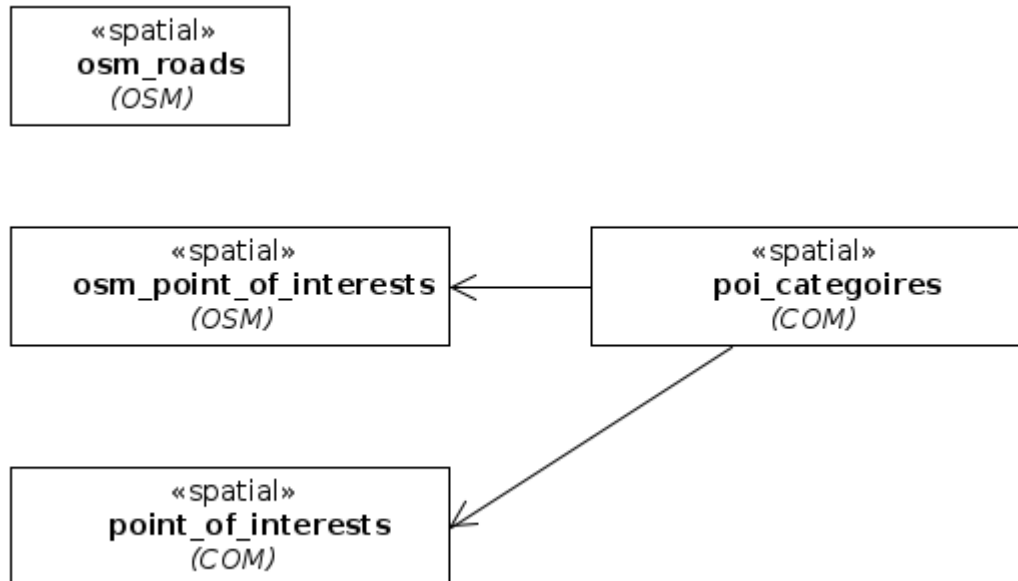 «spatial»
osm_roads
(OSM)
«spatial»
osm_point_of_interests
(OSM)
«spatial»
poi_categoires
(COM)
«spatial»
point_of_interests
(COM)